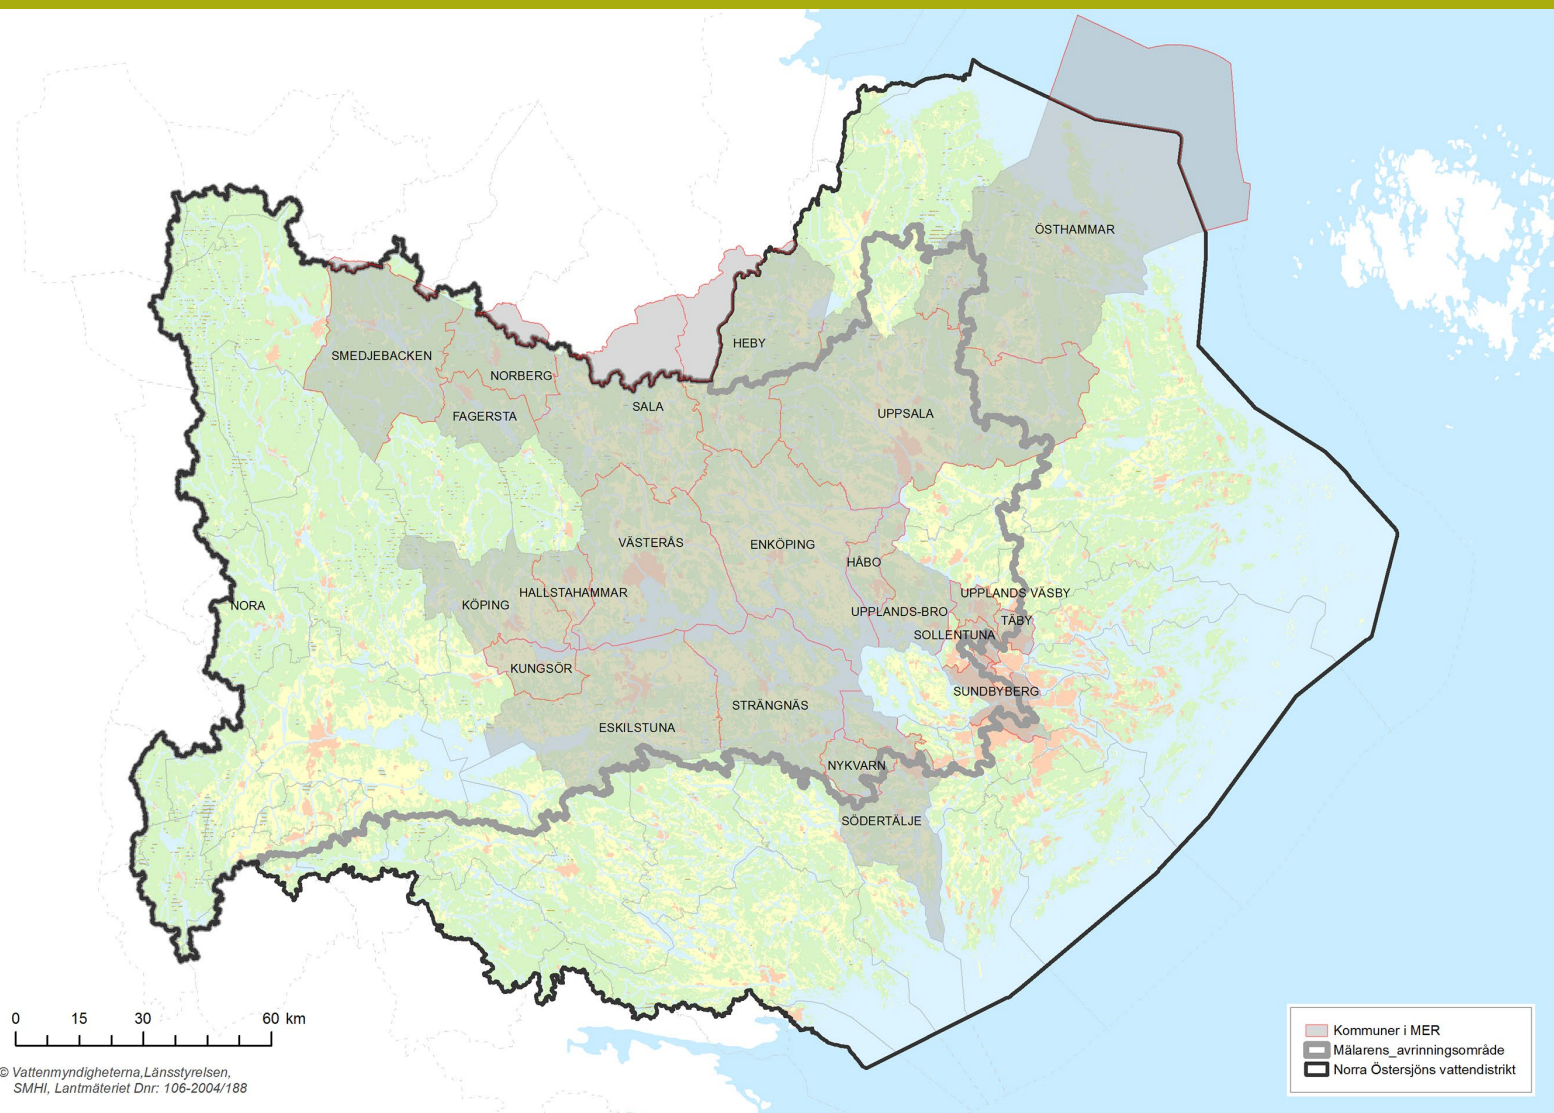 ÖSTHAMMAR
HEBY
SMEDJEBACKEN
NORBERG
SALA
FAGERSTA
UPPSALA
VÄSTERÅS
ENKÖPING
HÅBO
HALLSTAHAMMAR
UPPLANDS VÄSBY
NORA
KÖPING
UPPLANDS-BRO
TÄBY
SOLLENTUNA
KUNGSÖR
SUNDBYBERG
STRÄNGNÄS
ESKILSTUNA
NYKVARN
SÖDERTÄLJE
0 15 30 60 km
© Vattenmyndigheterna,Länsstyrelsen,
SMHI, Lantmäteriet Dnr: 106-2004/188
Kommuner i MER
Mälarens_avrinningsområde
Norra Östersjöns vattendistrikt